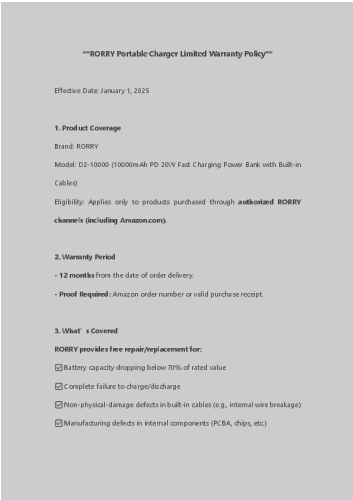 **RORRY Portable Charger Limited Warranty Policy**
Effective Date: January 1, 2025
1. Product Coverage
Brand: RORRY
Model: D2-10000 (10000mAh PD 20W Fast Charging Power Bank with Built-in
Cables)
Eligibility: Applies only to products purchased through authorized RORRY
channels (including Amazon.com).
2. Warranty Period
- 12 months from the date of order delivery.
- Proof Required: Amazon order number or valid purchase receipt.
3. What's Covered
RORRY provides free repair/replacement for:
☑Battery capacity dropping below 70% of rated value
☑Complete failure to charge/discharge
☑Non-physical-damage defects in built-in cables (e.g., internal wire breakage)
☑Manufacturing defects in internal components (PCBA, chips, etc.)